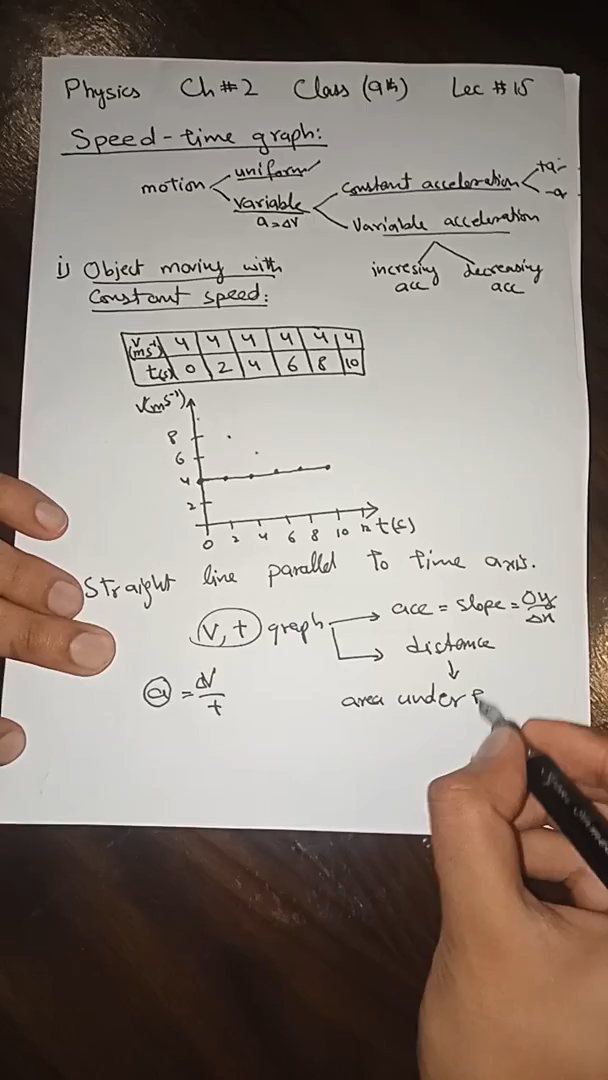 Physics Ch #2 Class (9th) Lec #15
Speed-time graph:
motion uniform
variable
a=ΔV
Constant acceleration +a
-a
Variable acceleration
incresing acc
decreasing acc
i) Object moving with
Constant speed:
V(ms⁻¹) 4 4 4 4 4 4
t(s) 0 2 4 6 8 10
V(ms⁻¹)
8
6
4
2
0 2 4 6 8 10 12 t(s)
Straight line parallel to time axis.
(V, t) graph → acc = slope = Δy/Δx
→ distance
↓
a = ΔV/t
area under